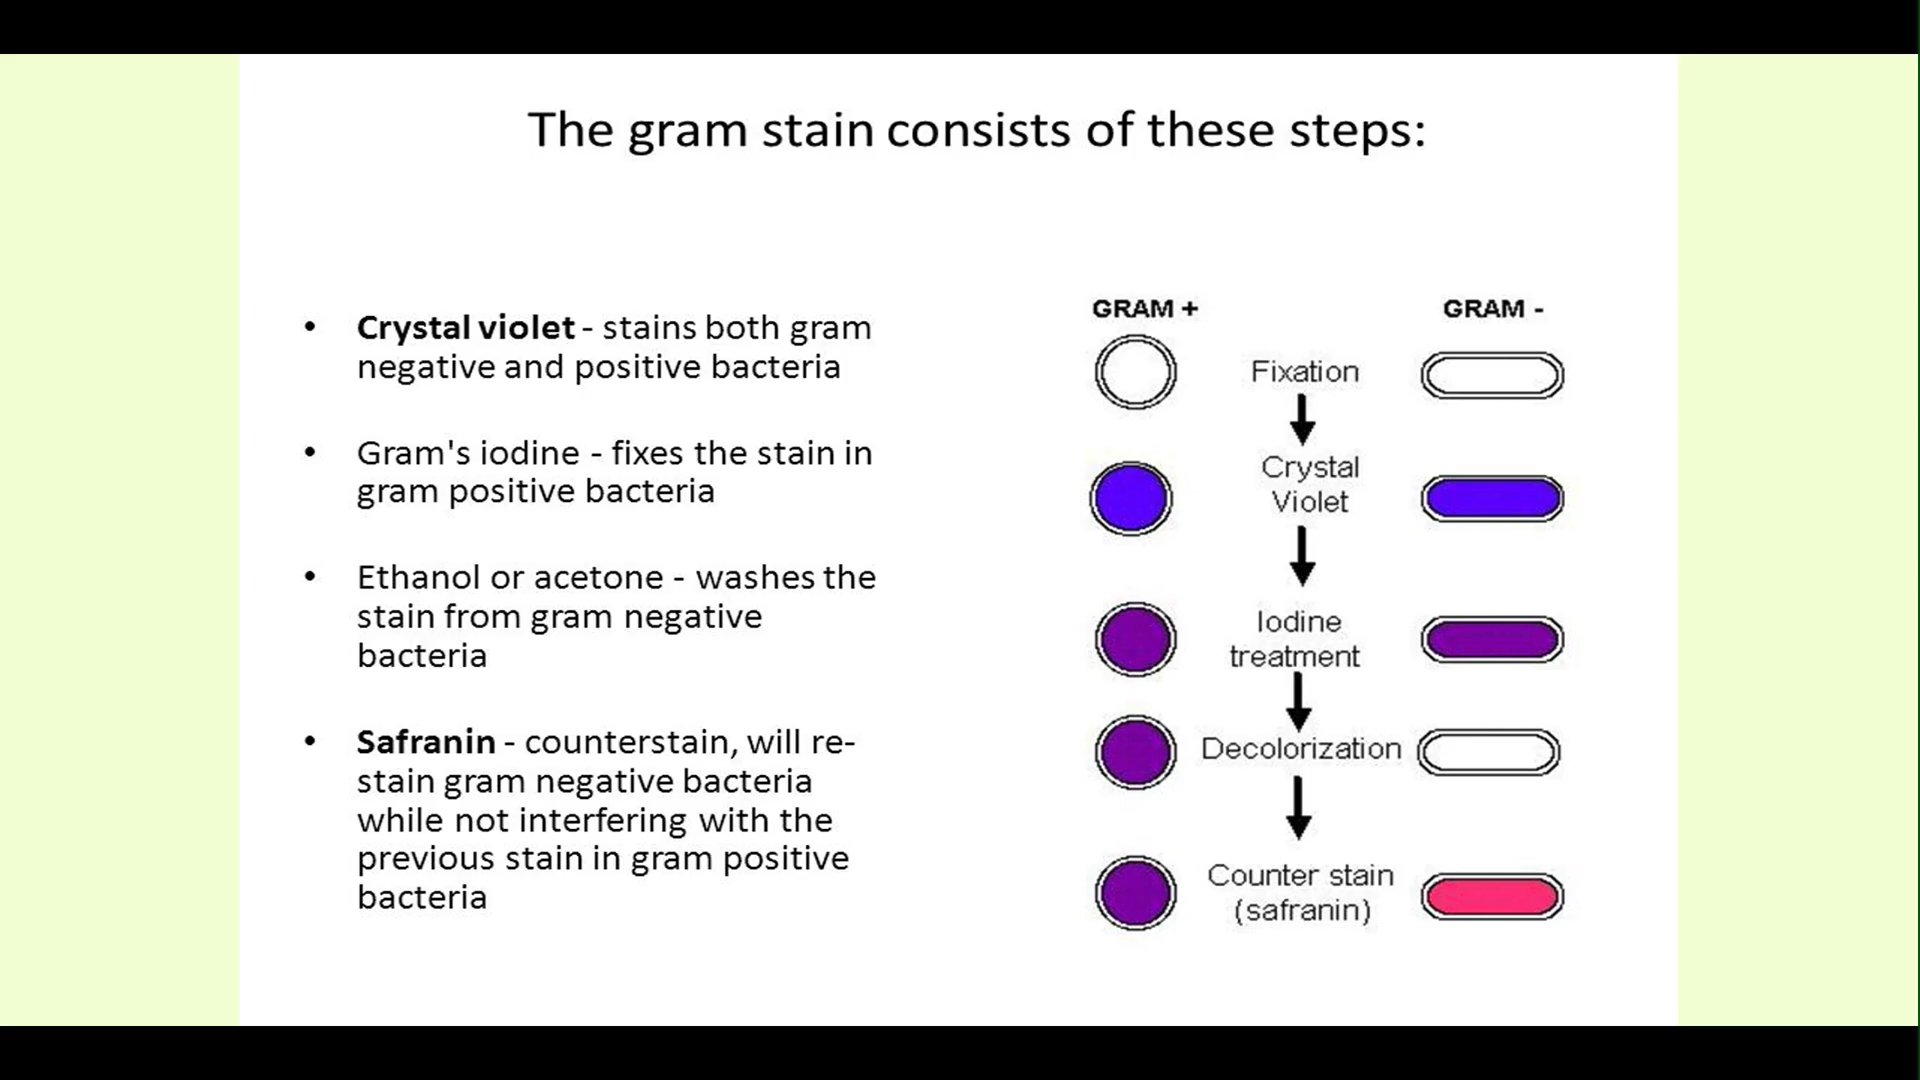 The gram stain consists of these steps:
• Crystal violet - stains both gram
negative and positive bacteria
• Gram's iodine - fixes the stain in
gram positive bacteria
• Ethanol or acetone - washes the
stain from gram negative
bacteria
• Safranin - counterstain, will re-
stain gram negative bacteria
while not interfering with the
previous stain in gram positive
bacteria
GRAM + GRAM -
Fixation
Crystal
Violet
Iodine
treatment
Decolorization
Counter stain
(safranin)